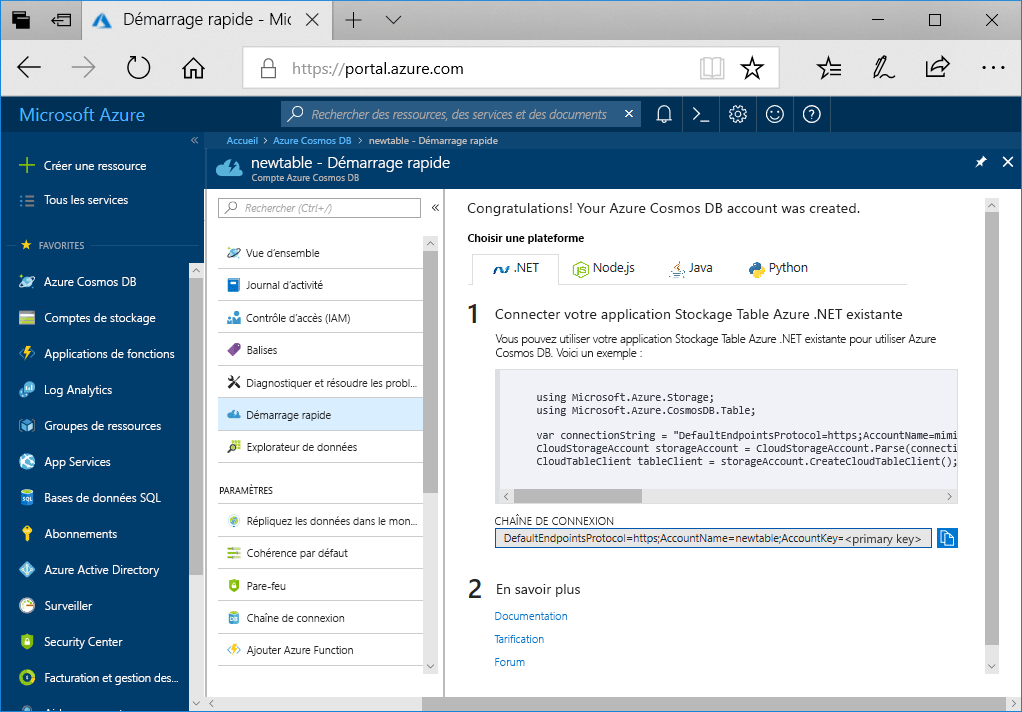 Démarrage rapide - Mic
https://portal.azure.com
Microsoft Azure
Rechercher des ressources, des services et des documents
Accueil > Azure Cosmos DB > newtable - Démarrage rapide
newtable - Démarrage rapide
Compte Azure Cosmos DB
Créer une ressource
Tous les services
FAVORITES
Azure Cosmos DB
Comptes de stockage
Applications de fonctions
Log Analytics
Groupes de ressources
App Services
Bases de données SQL
Abonnements
Azure Active Directory
Surveiller
Security Center
Facturation et gestion des...
Rechercher (Ctrl+/)
Vue d'ensemble
Journal d'activité
Contrôle d'accès (IAM)
Balises
Diagnostiquer et résoudre les probl...
Démarrage rapide
Explorateur de données
PARAMÈTRES
Répliquez les données dans le mon...
Cohérence par défaut
Pare-feu
Chaîne de connexion
Ajouter Azure Function
Congratulations! Your Azure Cosmos DB account was created.
Choisir une plateforme
.NET
Node.js
Java
Python
1 Connecter votre application Stockage Table Azure .NET existante
Vous pouvez utiliser votre application Stockage Table Azure .NET existante pour utiliser Azure
Cosmos DB. Voici un exemple :
using Microsoft.Azure.Storage;
using Microsoft.Azure.CosmosDB.Table;
var connectionString = "DefaultEndpointsProtocol=https;AccountName=mimi
CloudStorageAccount storageAccount = CloudStorageAccount.Parse(connecti
CloudTableClient tableClient = storageAccount.CreateCloudTableClient();
CHAÎNE DE CONNEXION
DefaultEndpointsProtocol=https;AccountName=newtable;AccountKey=<primary key>
2 En savoir plus
Documentation
Tarification
Forum